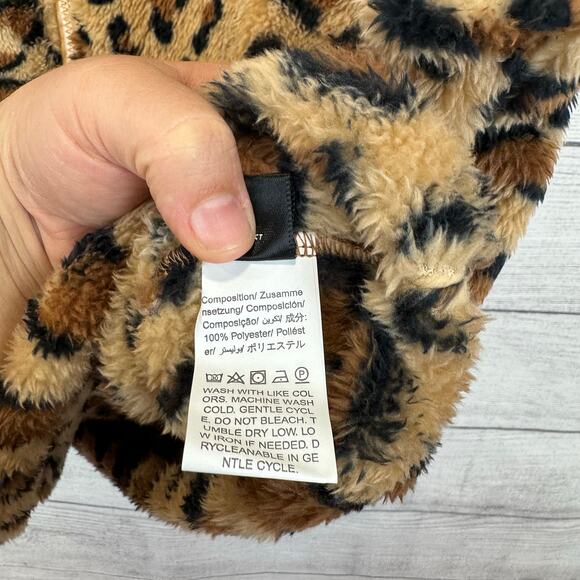 Composition/ Zusamme
nsetzung/ Composición/
Composição/ تكوين/ 成分:
100% Polyester/ Poliést
er/ بوليستر/ ポリエステル
WASH WITH LIKE COL
ORS. MACHINE WASH
COLD. GENTLE CYCL
E. DO NOT BLEACH. T
UMBLE DRY LOW. LO
W IRON IF NEEDED. D
RYCLEANABLE IN GE
NTLE CYCLE.